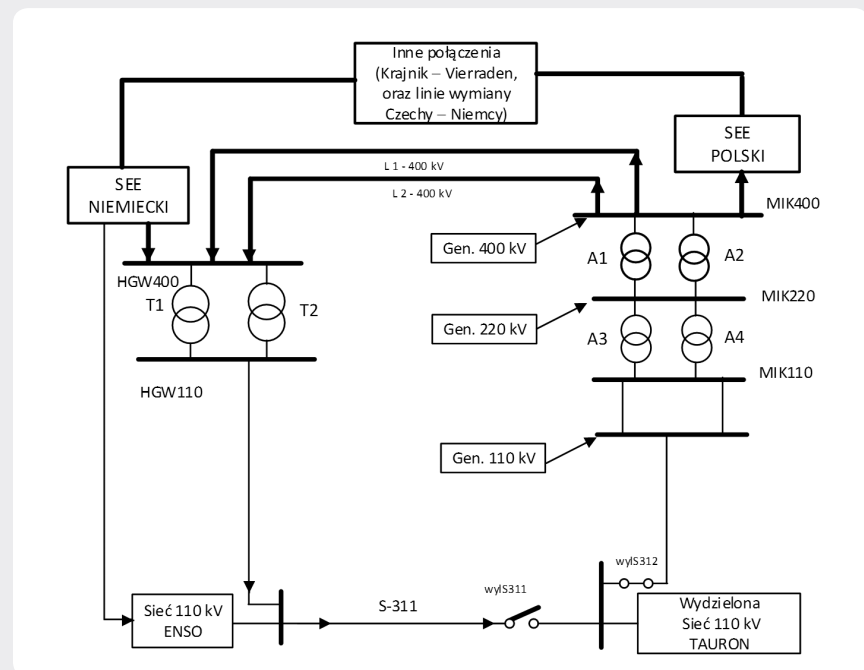 Inne połączenia
(Krajnik – Vierraden,
oraz linie wymiany
Czechy – Niemcy)
SEE
POLSKI
SEE
NIEMIECKI
L 1 - 400 kV
L 2 - 400 kV
MIK400
Gen. 400 kV
A1
A2
HGW400
T1
T2
MIK220
Gen. 220 kV
A3
A4
MIK110
HGW110
Gen. 110 kV
wylS312
wylS311
S-311
Sieć 110 kV
ENSO
Wydzielona
Sieć 110 kV
TAURON